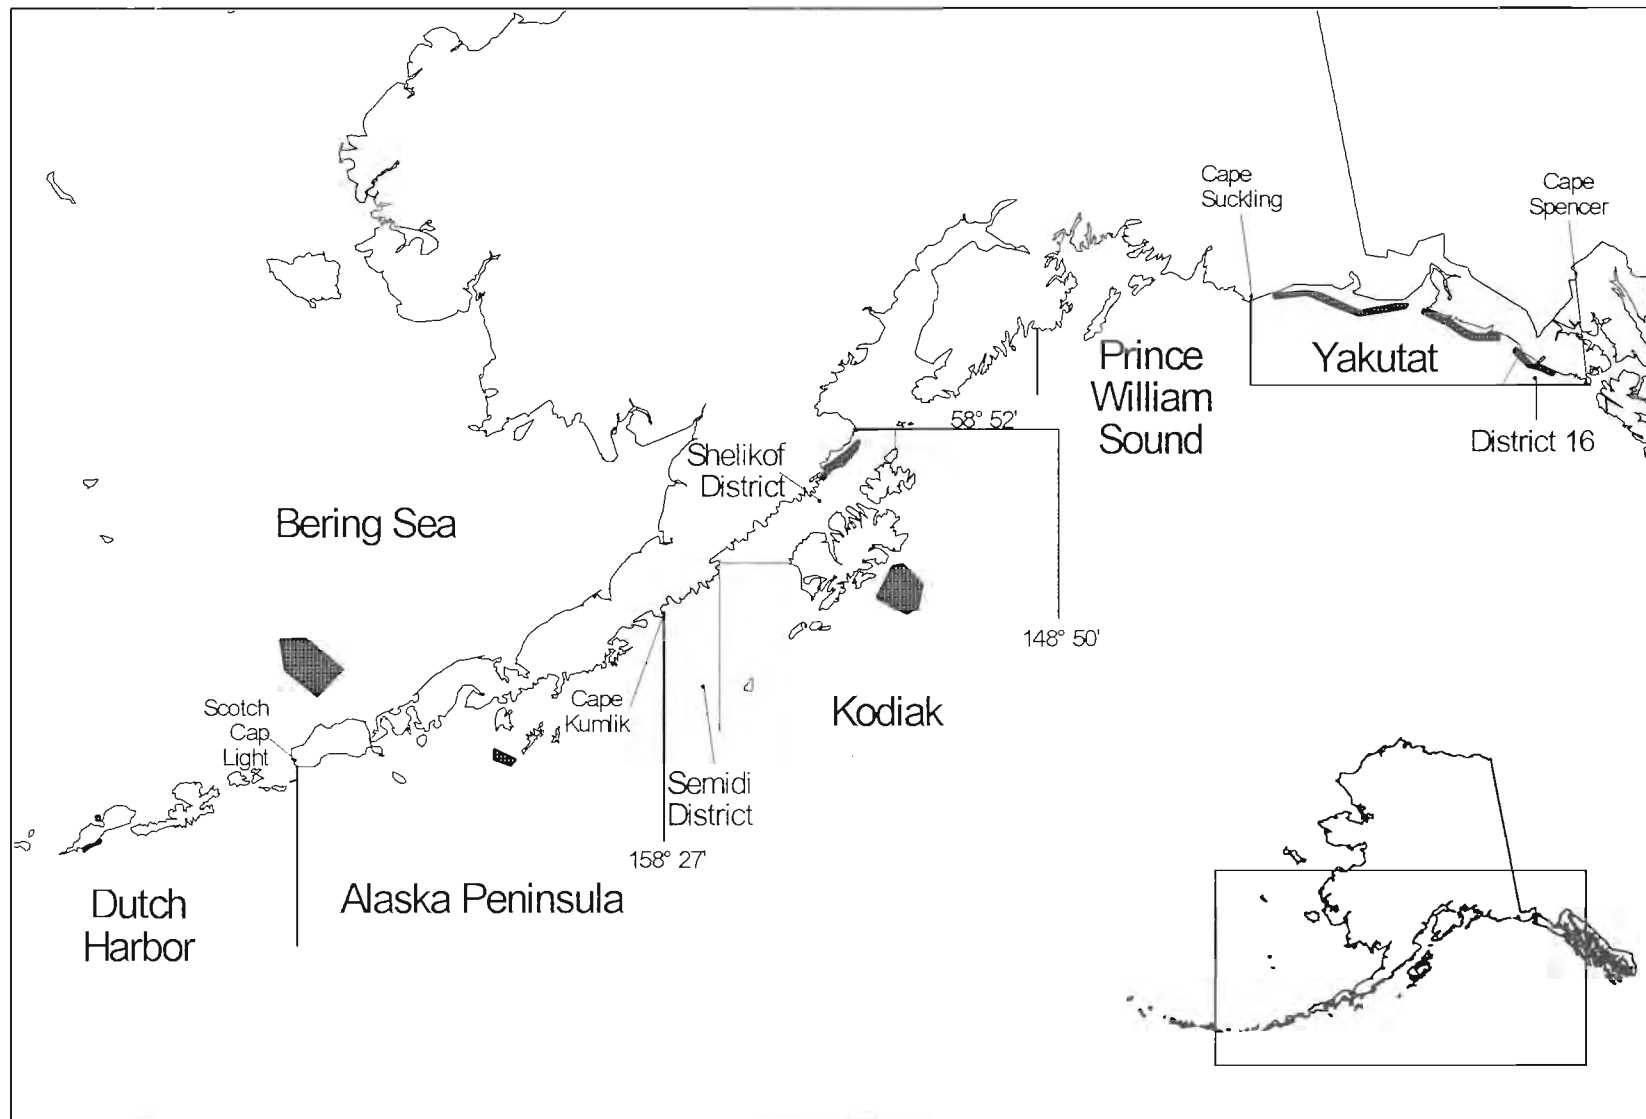 Cape
Suckling
Cape
Spencer
Prince
William
Sound
Yakutat
58° 52'
District 16
Shelikof
District
Bering Sea
148° 50'
Scotch
Cap
Light
Cape
Kumlik
Kodiak
Semidi
District
158° 27'
Dutch
Harbor
Alaska Peninsula